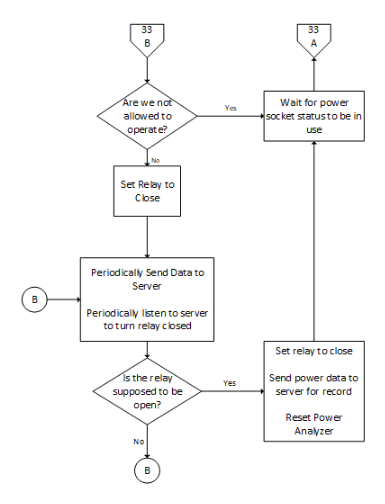 33
B
33
A
Are we not
allowed to
operate?
Yes
Wait for power
socket status to be in
use
No
Set Relay to
Close
Periodically Send Data to
Server
Periodically listen to server
to turn relay closed
B
Is the relay
supposed to be
open?
Yes
Set relay to close
Send power data to
server for record
Reset Power
Analyzer
No
B